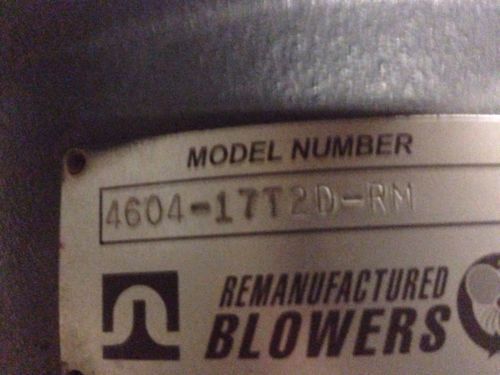 MODEL NUMBER
4604-17T2D-RM
REMANUFACTURED
BLOWERS